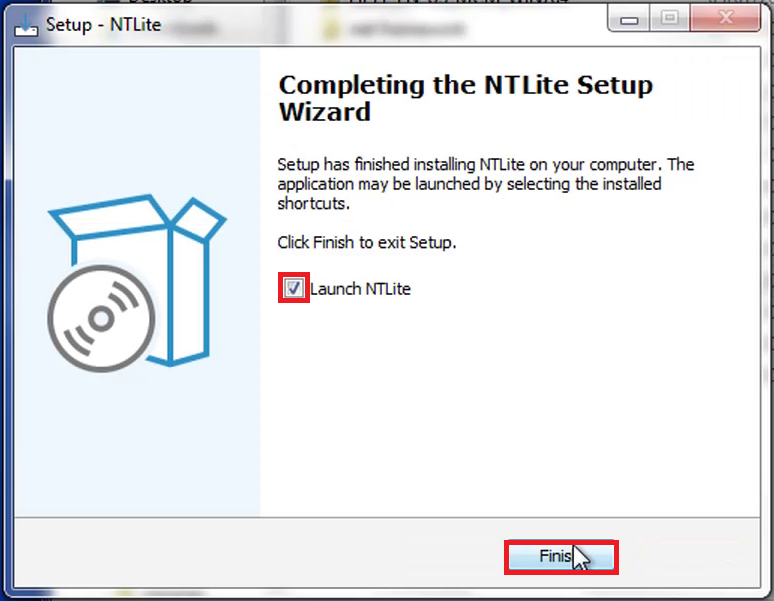 Setup - NTLite
Completing the NTLite Setup
Wizard
Setup has finished installing NTLite on your computer. The
application may be launched by selecting the installed
shortcuts.
Click Finish to exit Setup.
Launch NTLite
Finis